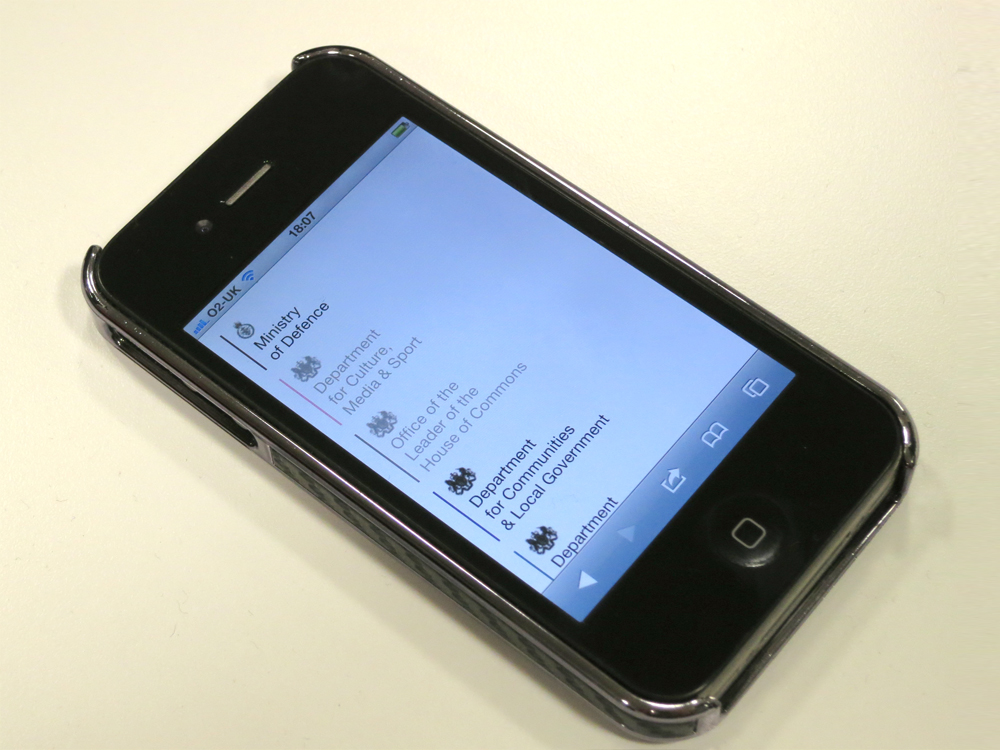 O2-UK 18:07
Ministry
of Defence
Department
for Culture,
Media & Sport
Office of the
Leader of the
House of Commons
Department
for Communities
& Local Government
Department